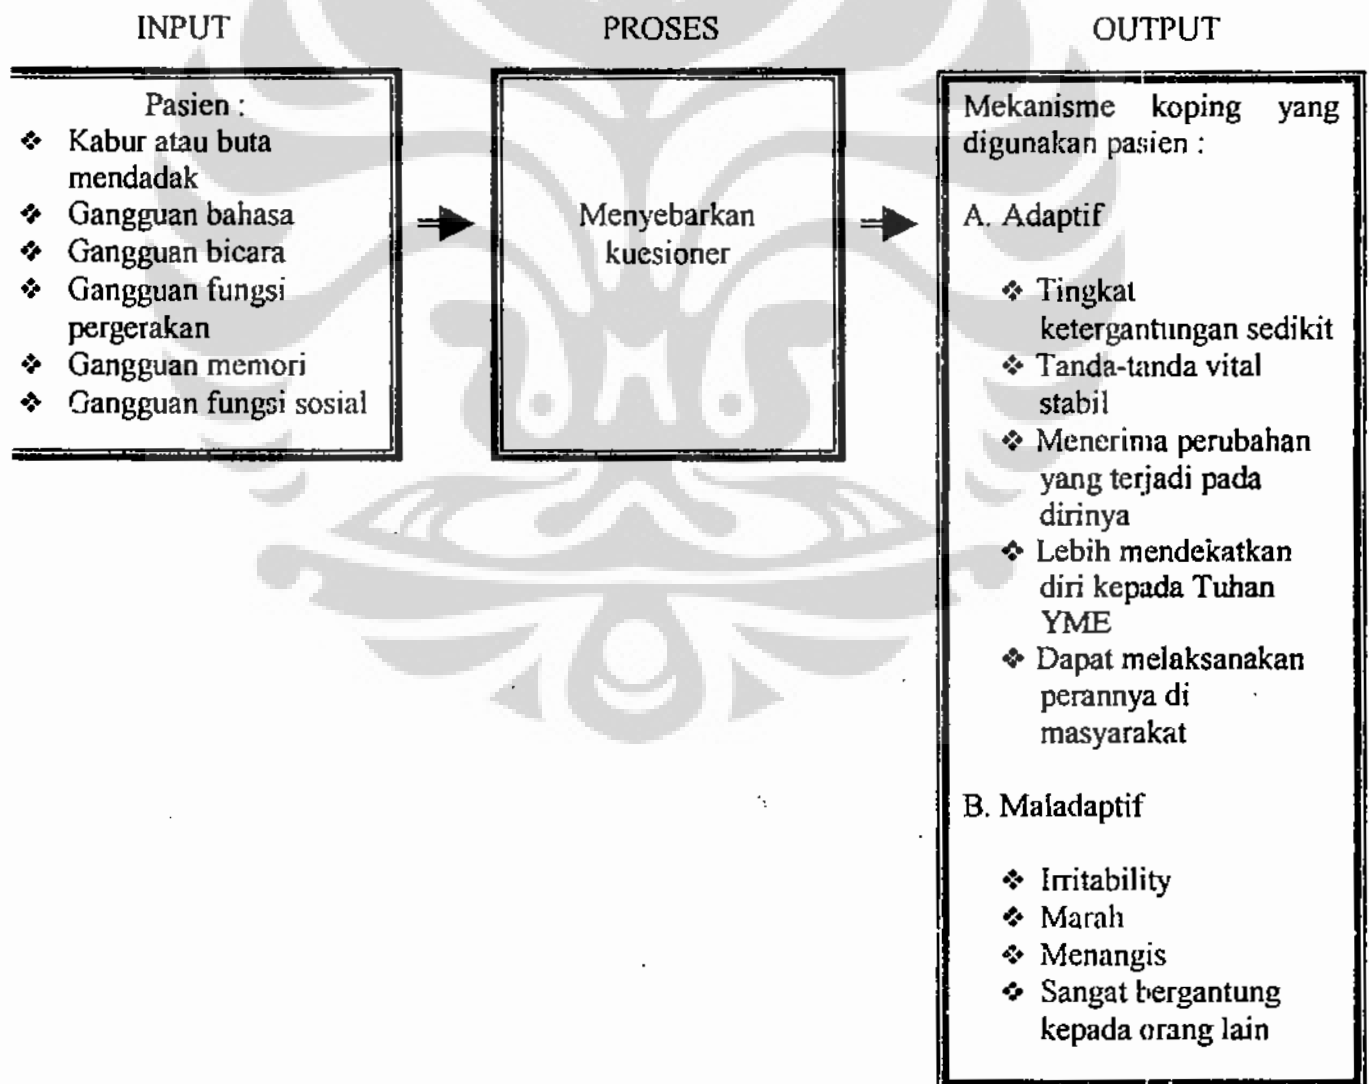 INPUT
Pasien :
❖ Kabur atau buta
mendadak
❖ Gangguan bahasa
❖ Gangguan bicara
❖ Gangguan fungsi
pergerakan
❖ Gangguan memori
❖ Gangguan fungsi sosial
PROSES
Menyebarkan
kuesioner
OUTPUT
Mekanisme koping yang
digunakan pasien :
A. Adaptif
❖ Tingkat
ketergantungan sedikit
❖ Tanda-tanda vital
stabil
❖ Menerima perubahan
yang terjadi pada
dirinya
❖ Lebih mendekatkan
diri kepada Tuhan
YME
❖ Dapat melaksanakan
perannya di
masyarakat
B. Maladaptif
❖ Irritability
❖ Marah
❖ Menangis
❖ Sangat bergantung
kepada orang lain